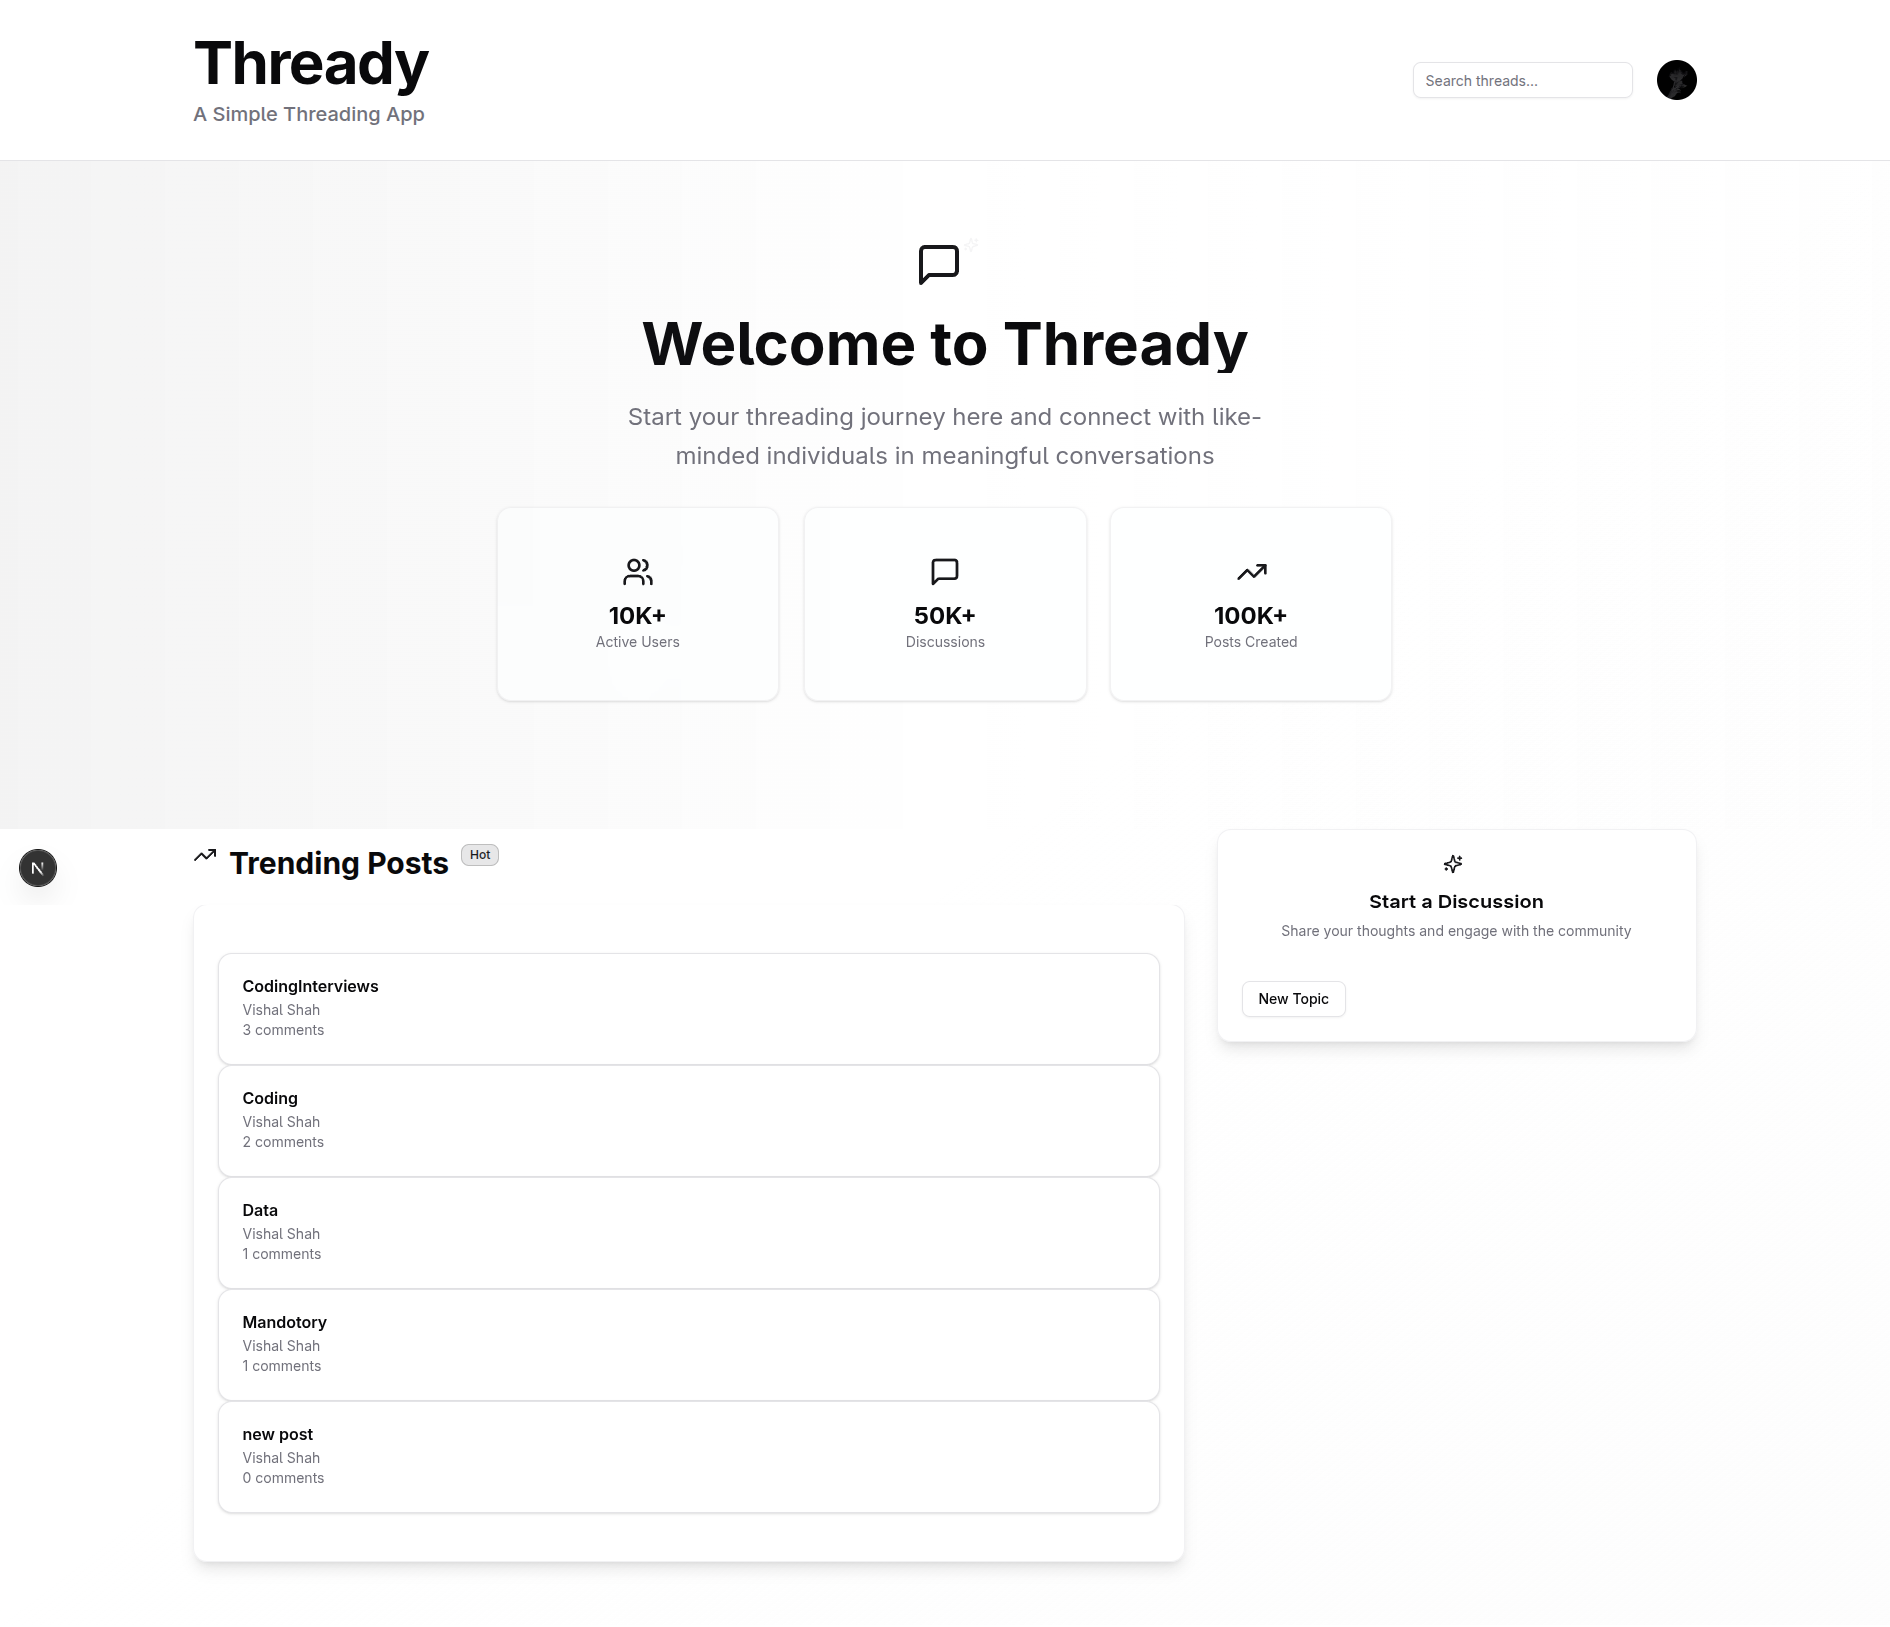 Thready
A Simple Threading App
Search threads...
Welcome to Thready
Start your threading journey here and connect with like-
minded individuals in meaningful conversations
10K+
Active Users
50K+
Discussions
100K+
Posts Created
N
Trending Posts
Hot
CodingInterviews
Vishal Shah
3 comments
Coding
Vishal Shah
2 comments
Data
Vishal Shah
1 comments
Mandotory
Vishal Shah
1 comments
new post
Vishal Shah
0 comments
Start a Discussion
Share your thoughts and engage with the community
New Topic